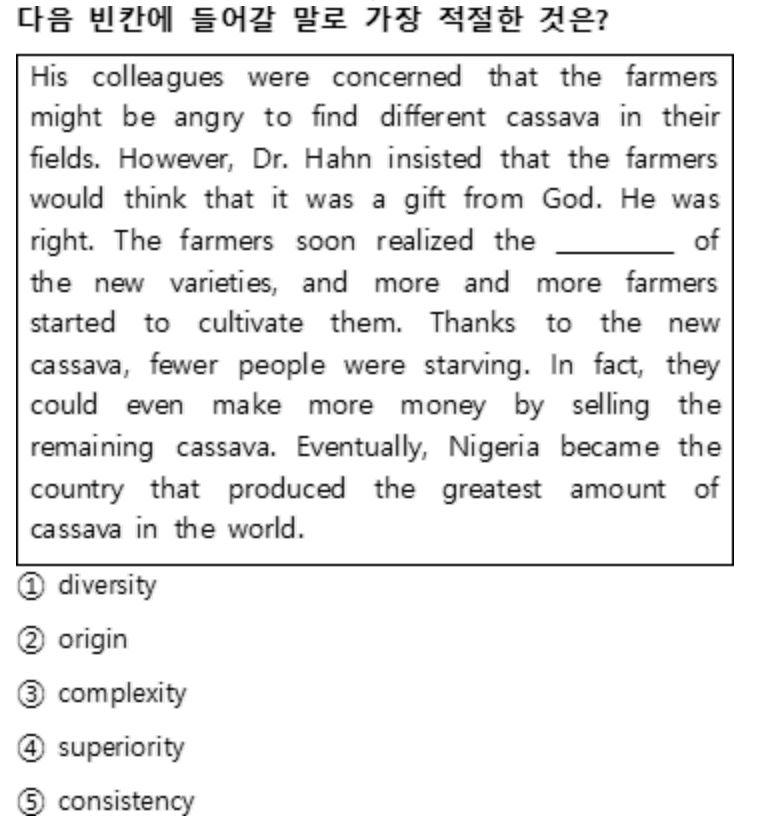 다음 빈칸에 들어갈 말로 가장 적절한 것은?
His colleagues were concerned that the farmers
might be angry to find different cassava in their
fields. However, Dr. Hahn insisted that the farmers
would think that it was a gift from God. He was
right. The farmers soon realized the ________ of
the new varieties, and more and more farmers
started to cultivate them. Thanks to the new
cassava, fewer people were starving. In fact, they
could even make more money by selling the
remaining cassava. Eventually, Nigeria became the
country that produced the greatest amount of
cassava in the world.
① diversity
② origin
③ complexity
④ superiority
⑤ consistency